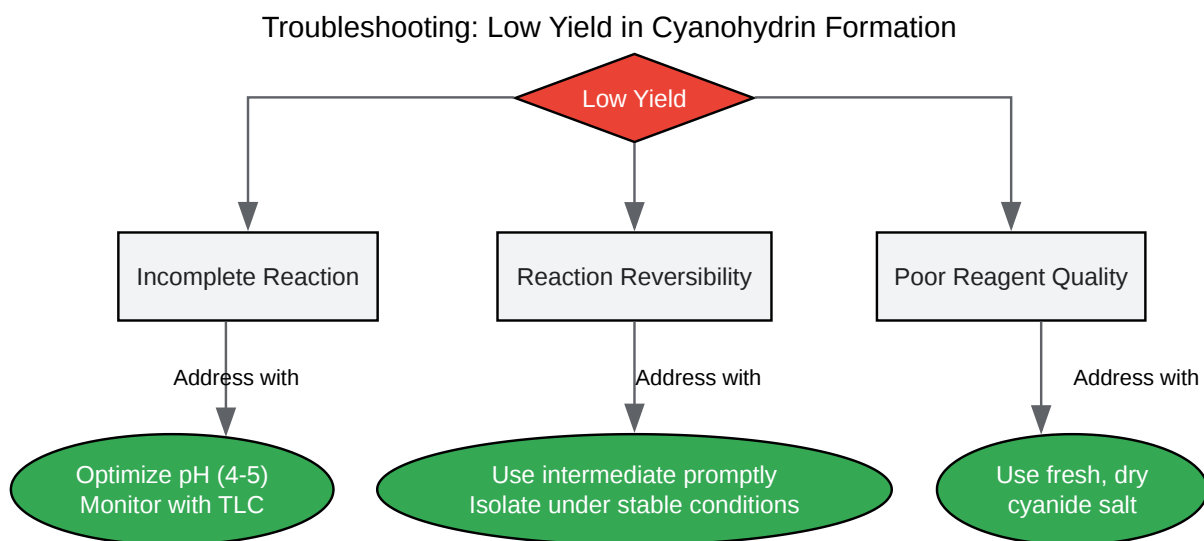 Troubleshooting: Low Yield in Cyanohydrin Formation
Low Yield
Incomplete Reaction
Reaction Reversibility
Poor Reagent Quality
Address with
Address with
Address with
Optimize pH (4-5)
Monitor with TLC
Use intermediate promptly
Isolate under stable conditions
Use fresh, dry
cyanide salt